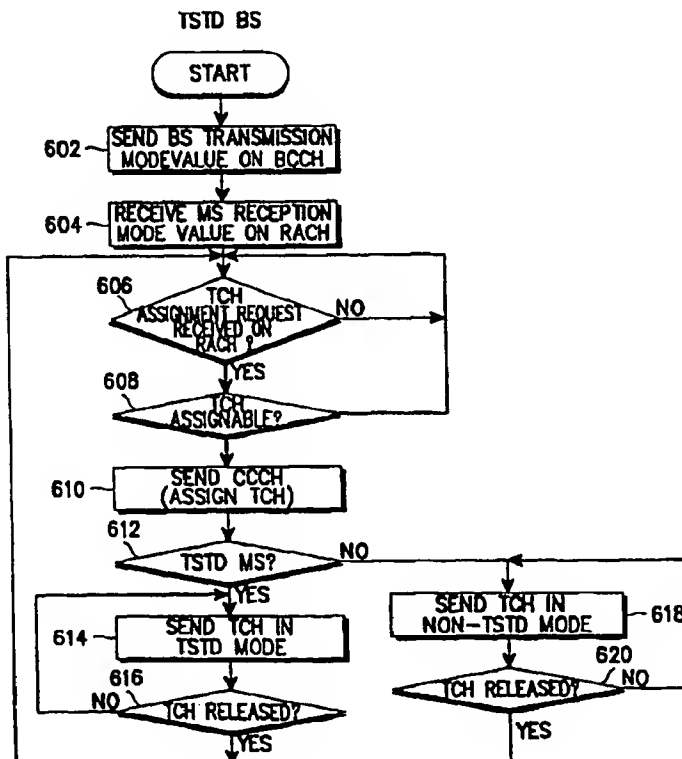 TSTD BS
START
602
SEND BS TRANSMISSION
MODEVALUE ON BCCH
604
RECEIVE MS RECEPTION
MODE VALUE ON RACH
606
TCH
ASSIGNMENT REQUEST
RECEIVED ON
RACH ?
NO
YES
608
TCH
ASSIGNABLE?
610
SEND CCCH
(ASSIGN TCH)
612
TSTD MS?
NO
YES
614
SEND TCH IN
TSTD MODE
SEND TCH IN
NON-TSTD MODE
618
616
TCH RELEASED?
NO
YES
620
TCH RELEASED?
NO
YES